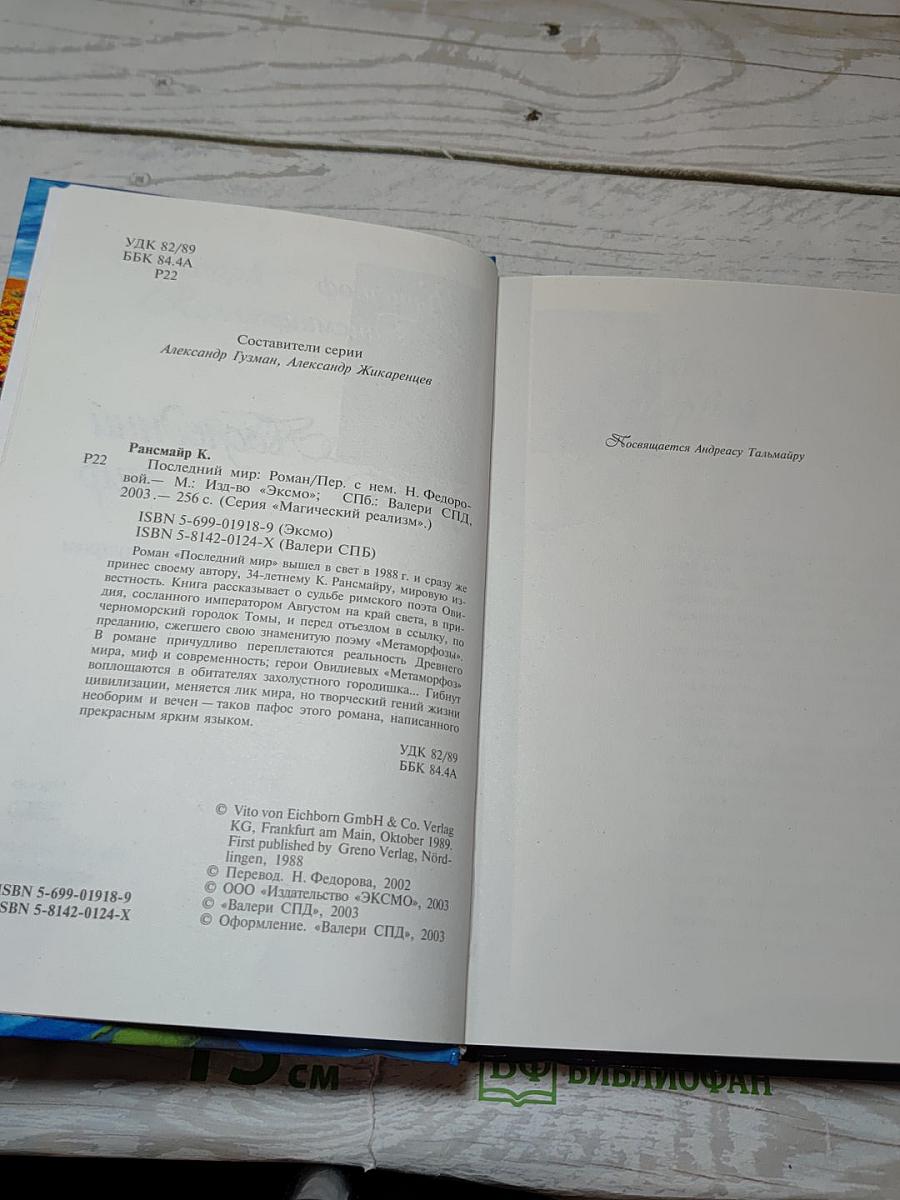 УДК 82/89
ББК 84.4А
Р22
Составители серии
Александр Гузман, Александр Жикаренцев
Рансмайр К.
Р22
Последний мир: Роман/Пер. с нем. Н. Федоро-
вой.— М.: Изд-во «Эксмо»; СПб.: Валери СПД,
2003.— 256 с. (Серия «Магический реализм».)
ISBN 5-699-01918-9 (Эксмо)
ISBN 5-8142-0124-X (Валери СПБ)
Роман «Последний мир» вышел в свет в 1988 г. и сразу же
принес своему автору, 34-летнему К. Рансмайру, мировую из-
вестность. Книга рассказывает о судьбе римского поэта Ови-
дия, сосланного императором Августом на край света, в при-
черноморский городок Томы, и перед отъездом в ссылку, по
преданию, сжегшего свою знаменитую поэму «Метаморфозы».
В романе причудливо переплетаются реальность Древнего
мира, миф и современность; герои Овидиевых «Метаморфоз»
воплощаются в обитателях захолустного городишка... Гибнут
цивилизации, меняется лик мира, но творческий гений жизни
необорим и вечен — таков пафос этого романа, написанного
прекрасным ярким языком.
УДК 82/89
ББК 84.4А
© Vito von Eichborn GmbH & Co. Verlag
KG, Frankfurt am Main, Oktober 1989.
First published by Greno Verlag, Nörd-
lingen, 1988
© Перевод. Н. Федорова, 2002
© ООО «Издательство «ЭКСМО», 2003
© «Валери СПД», 2003
© Оформление. «Валери СПД», 2003
ISBN 5-699-01918-9
ISBN 5-8142-0124-X
Посвящается Андреасу Тальмайру
15 см
БФ БИБЛИОФАН